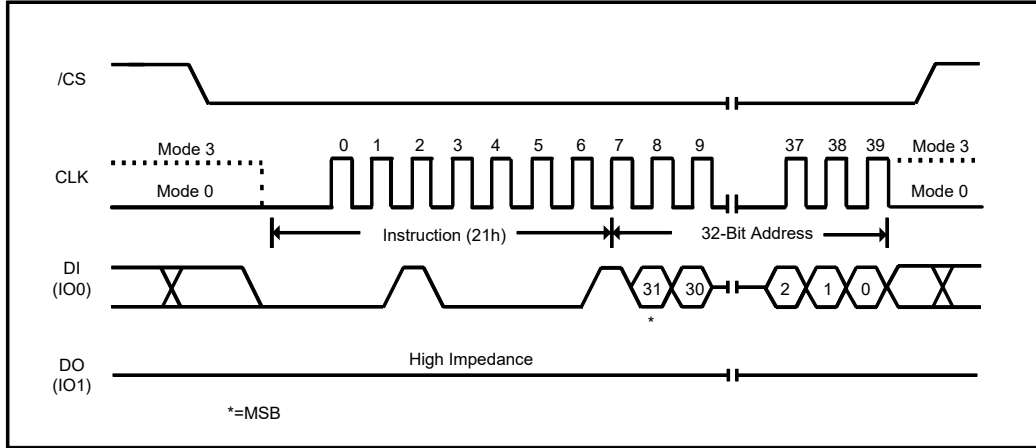 /CS
Mode 3
CLK
Mode 0
0 1 2 3 4 5 6 7 8 9 37 38 39
Mode 3
Mode 0
Instruction (21h)
32-Bit Address
DI
(IO0)
31 30 2 1 0
*
DO
(IO1)
High Impedance
*=MSB